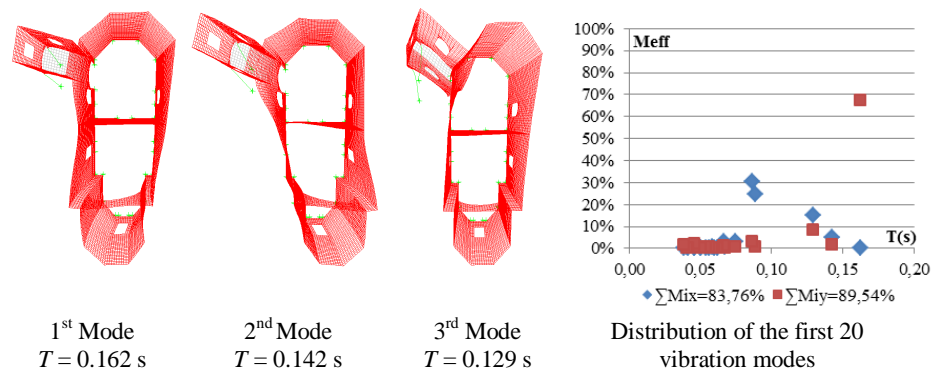 Meff
100%
90%
80%
70%
60%
50%
40%
30%
20%
10%
0%
T(s)
0,00 0,05 0,10 0,15 0,20
∑Mix=83,76% ∑Miy=89,54%
1st Mode
T = 0.162 s
2nd Mode
T = 0.142 s
3rd Mode
T = 0.129 s
Distribution of the first 20
vibration modes